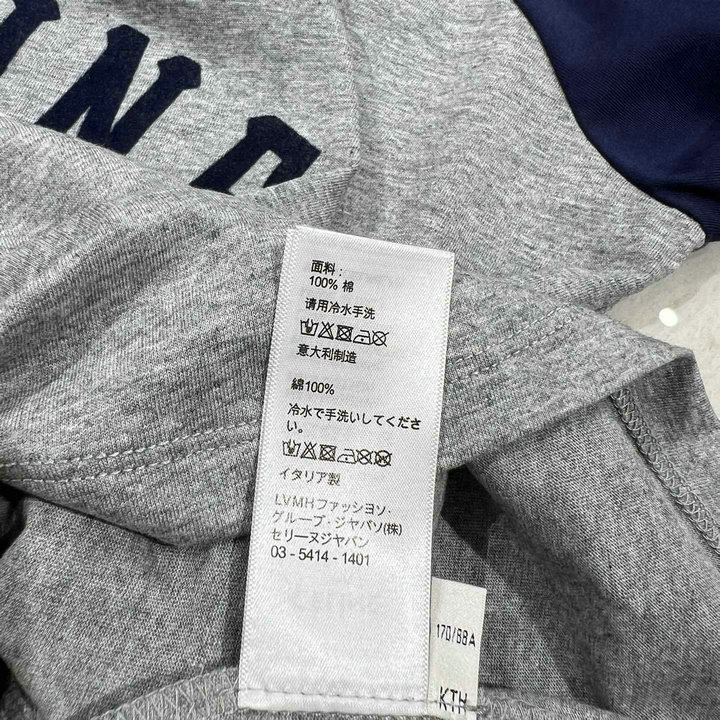 ONC
面料：
100% 棉
请用冷水手洗
意大利制造
綿100%
冷水で手洗いしてくださ
い。
イタリア製
LVMHファッショソ·
グループ·ジャパソ(株)
セリーヌジャパン
03 - 5414 - 1401
170/68A
KTH